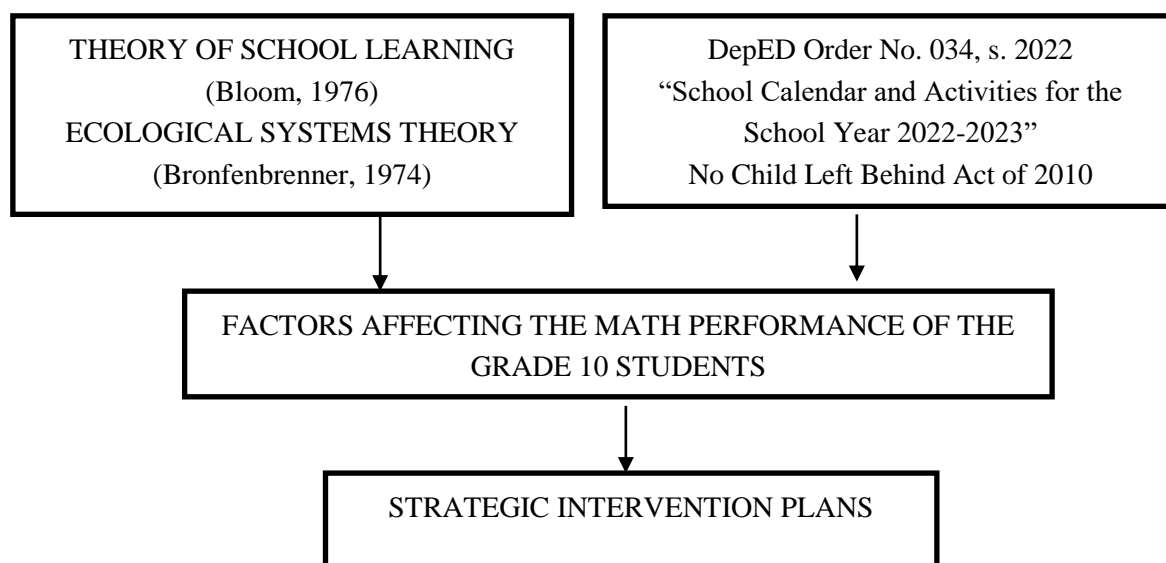 THEORY OF SCHOOL LEARNING
(Bloom, 1976)
ECOLOGICAL SYSTEMS THEORY
(Bronfenbrenner, 1974)
DepED Order No. 034, s. 2022
“School Calendar and Activities for the
School Year 2022-2023”
No Child Left Behind Act of 2010
FACTORS AFFECTING THE MATH PERFORMANCE OF THE
GRADE 10 STUDENTS
STRATEGIC INTERVENTION PLANS